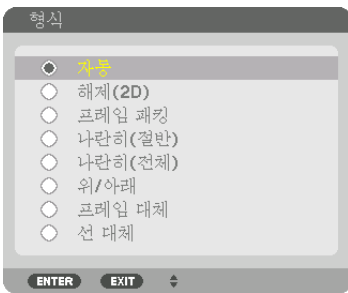 형식
자동
해제(2D)
프레임 패킹
나란히(절반)
나란히(전체)
위/아래
프레임 대체
선 대체
ENTER EXIT